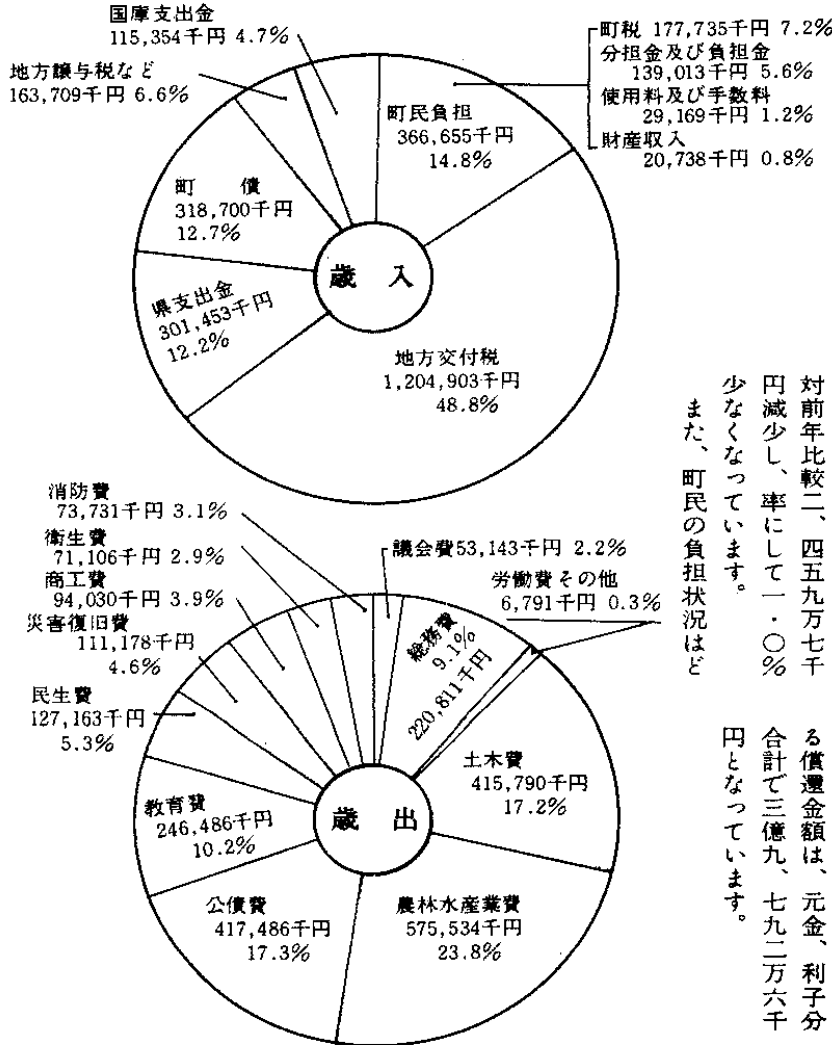 国庫支出金
115,354千円 4.7%
地方譲与税など
163,709千円 6.6%
町税 177,735千円 7.2%
分担金及び負担金
139,013千円 5.6%
使用料及び手数料
29,169千円 1.2%
財産収入
20,738千円 0.8%
町民負担
366,655千円
14.8%
町 債
318,700千円
12.7%
県支出金
301,453千円
12.2%
歳 入
地方交付税
1,204,903千円
48.8%
対前年比較二、四五九万七千
円減少し、率にして一・〇%
少なくなっています。
また、町民の負担状況はど
消防費
73,731千円 3.1%
衛生費
71,106千円 2.9%
商工費
94,030千円 3.9%
災害復旧費
111,178千円
4.6%
民生費
127,163千円
5.3%
議会費53,143千円 2.2%
労働費その他
6,791千円 0.3%
総務費
9.1%
220,811千円
土木費
415,790千円
17.2%
教育費
246,486千円
10.2%
歳 出
公債費
417,486千円
17.3%
農林水産業費
575,534千円
23.8%
る償還金額は、元金、利子分
合計で三億九、七九二万六千
円となっています。